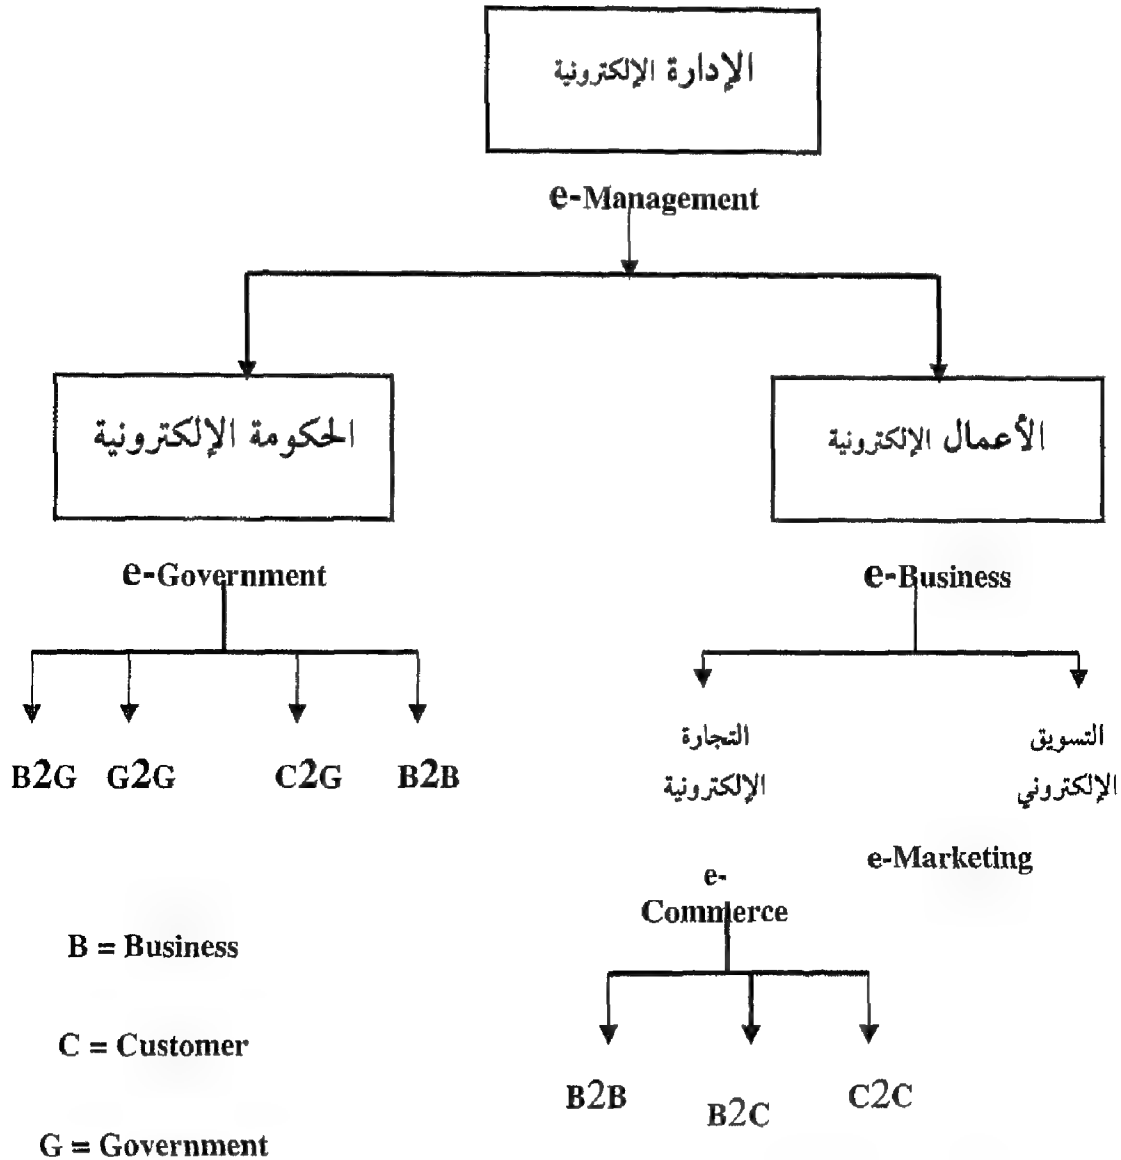 الإدارة الإلكترونية
e-Management
الحكومة الإلكترونية
الأعمال الإلكترونية
e-Government
e-Business
B2G G2G C2G B2B
التجارة
الإلكترونية
التسويق
الإلكتروني
e-Marketing
e-
Commerce
B2B B2C C2C
B = Business
C = Customer
G = Government